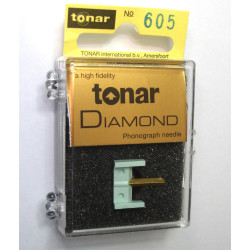 tonar
No
605
TONAR international b.v., Amersfoort
a high fidelity
tonar
DIAMOND
Phonograph needle